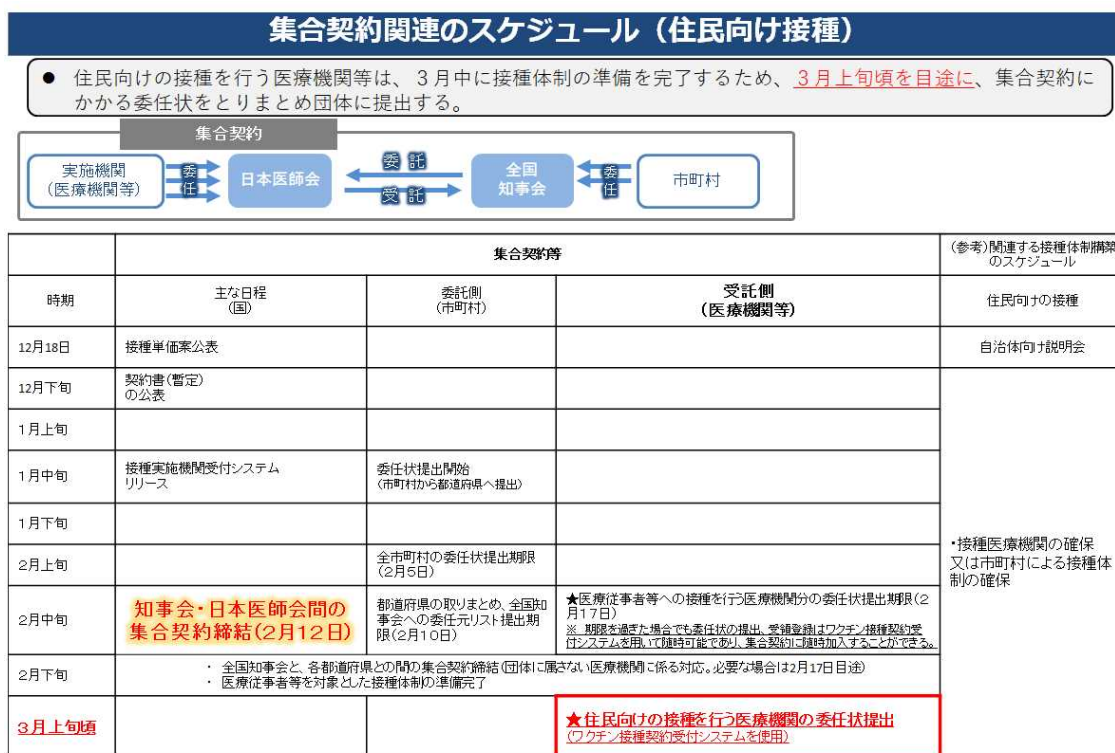 集合契約関連のスケジュール（住民向け接種）
● 住民向けの接種を行う医療機関等は、３月中に接種体制の準備を完了するため、３月上旬頃を目途に、集合契約に
かかる委任状をとりまとめ団体に提出する。
集合契約
実施機関
（医療機関等）
委任
日本医師会
委託
受託
全国
知事会
委任
市町村
集合契約等
(参考)関連する接種体制構築
のスケジュール
時期
主な日程
(国)
委託側
(市町村)
受託側
(医療機関等)
住民向けの接種
12月18日
接種単価案公表
自治体向け説明会
12月下旬
契約書(暫定)
の公表
1月上旬
1月中旬
接種実施機関受付システム
リリース
委任状提出開始
(市町村から都道府県へ提出)
1月下旬
2月上旬
全市町村の委任状提出期限
(2月5日)
・接種医療機関の確保
又は市町村による接種体
制の確保
2月中旬
知事会・日本医師会間の
集合契約締結(2月12日)
都道府県の取りまとめ、全国知
事会への委任元リスト提出期
限(2月10日)
★医療従事者等への接種を行う医療機関分の委任状提出期限(2
月17日)
※ 期限を過ぎた場合でも委任状の提出、受領登録はワクチン接種契約受
付システムを用いて随時可能であり、集合契約に随時加入することができる。
2月下旬
・ 全国知事会と、各都道府県との間の集合契約締結(団体に属さない医療機関に係る対応。必要な場合は2月17日目途)
・ 医療従事者等を対象とした接種体制の準備完了
３月上旬頃
★住民向けの接種を行う医療機関の委任状提出
(ワクチン接種契約受付システムを使用)